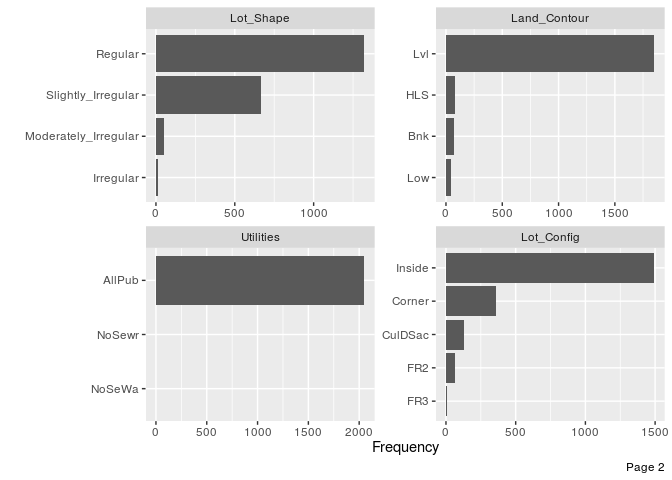 Lot_Shape
Regular
Slightly_Irregular
Moderately_Irregular
Irregular
0 500 1000
Land_Contour
Lvl
HLS
Bnk
Low
0 500 1000 1500
Utilities
AllPub
NoSewr
NoSeWa
0 500 1000 1500 2000
Lot_Config
Inside
Corner
CulDSac
FR2
FR3
0 500 1000 1500
Frequency
Page 2